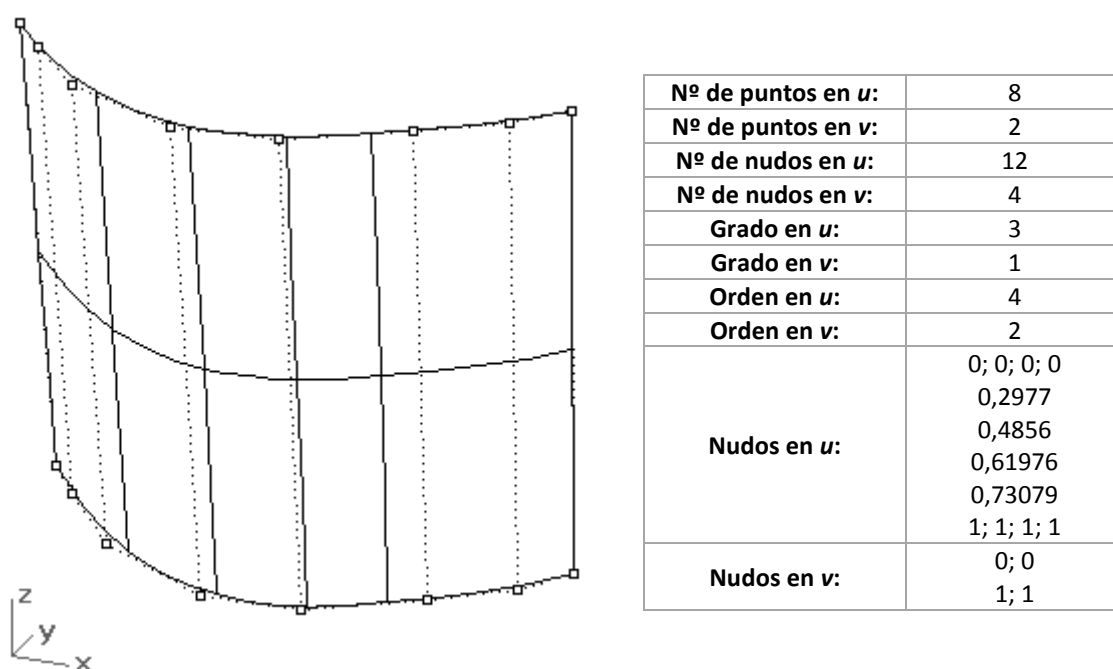 Nº de puntos en u: 8
Nº de puntos en v: 2
Nº de nudos en u: 12
Nº de nudos en v: 4
Grado en u: 3
Grado en v: 1
Orden en u: 4
Orden en v: 2
Nudos en u:
0; 0; 0; 0
0,2977
0,4856
0,61976
0,73079
1; 1; 1; 1
Nudos en v:
0; 0
1; 1
z
y
x